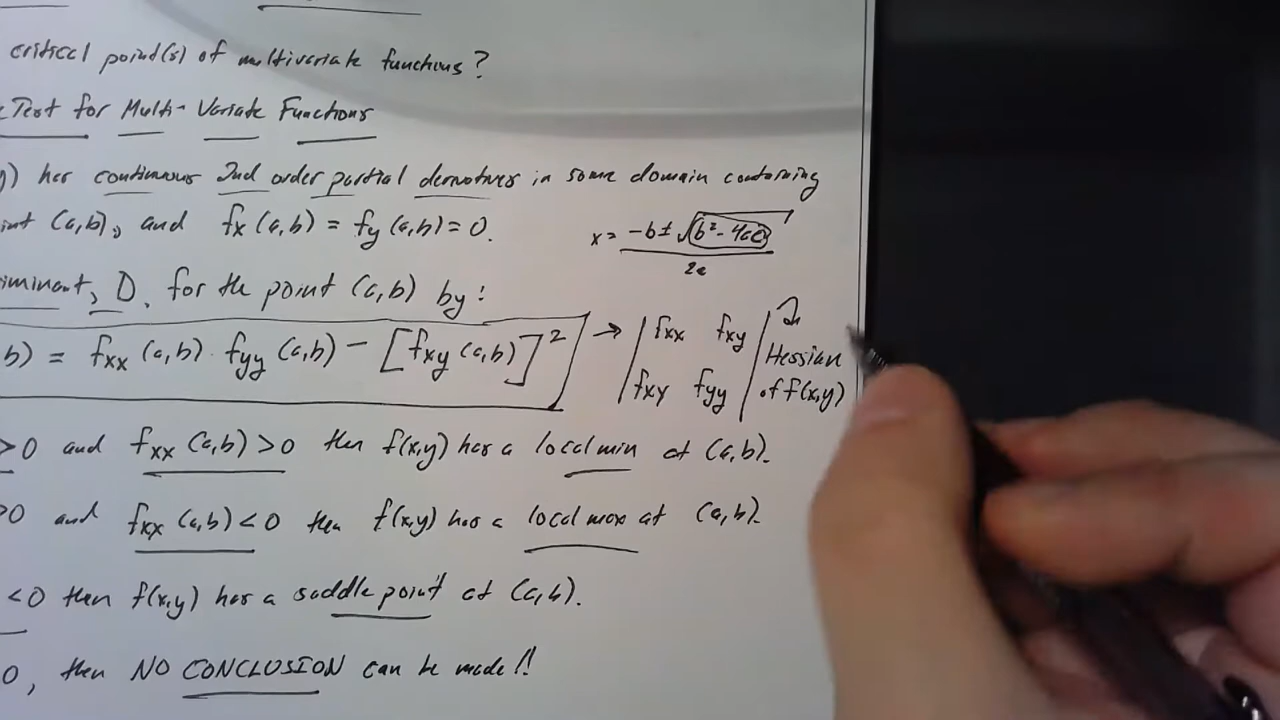 critical point(s) of multivariate functions?
Test for Multi-Variate Functions
y) has continuous 2nd order partial derivatives in some domain containing
int (a,b), and fx (a,b) = fy (a,b) = 0.
x = -b ± √b² - 4ac
2a
iminant, D, for the point (a,b) by:
b) = fxx (a,b) · fyy (a,b) - [fxy (a,b)]² → | fxx fxy |
| fxy fyy |
Hessian
of f(x,y)
>0 and fxx (a,b) > 0 then f(x,y) has a local min at (a,b).
>0 and fxx (a,b) < 0 then f(x,y) has a local max at (a,b).
<0 then f(x,y) has a saddle point at (a,b).
0, then NO CONCLUSION can be made!!